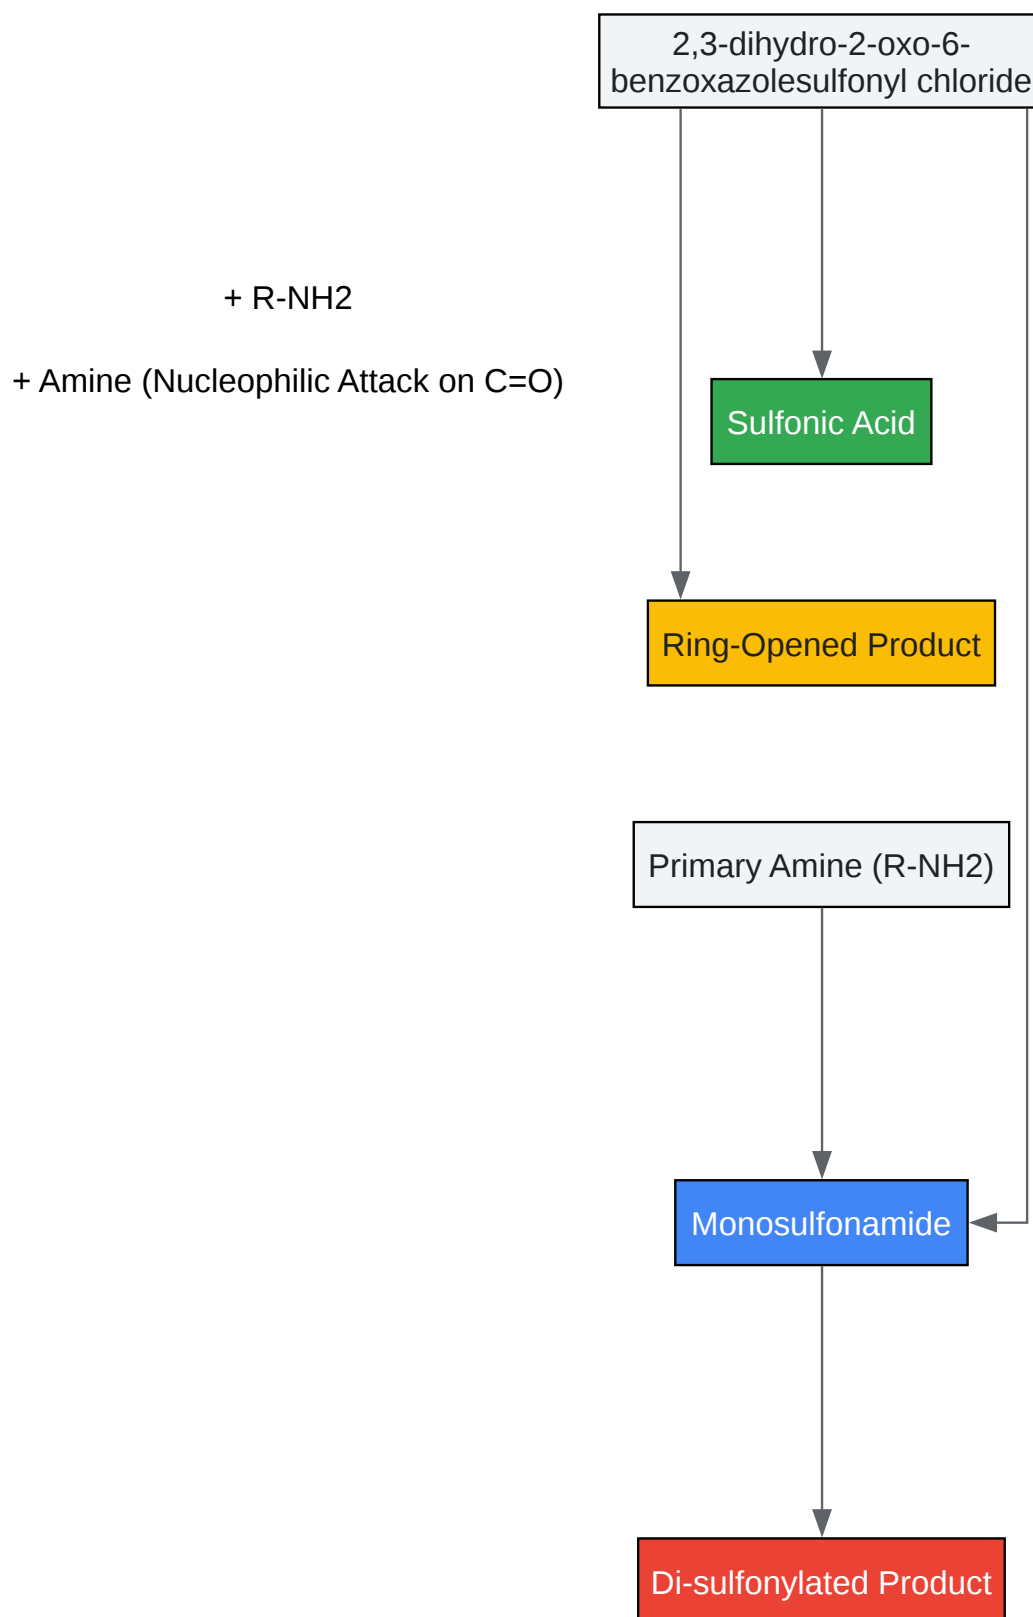 2,3-dihydro-2-oxo-6-
benzoxazolesulfonyl chloride
+ R-NH2
+ Amine (Nucleophilic Attack on C=O)
Sulfonic Acid
Ring-Opened Product
Primary Amine (R-NH2)
Monosulfonamide
Di-sulfonylated Product